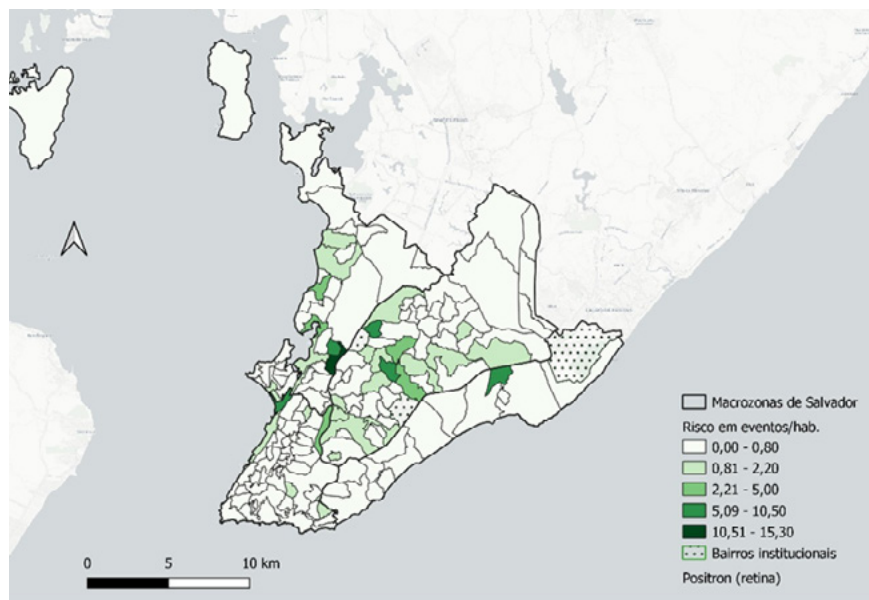 Macrozonas de Salvador
Risco em eventos/hab.
0,00 - 0,80
0,81 - 2,20
2,21 - 5,00
5,09 - 10,50
10,51 - 15,30
Bairros institucionais
Positron (retina)
0 5 10 km